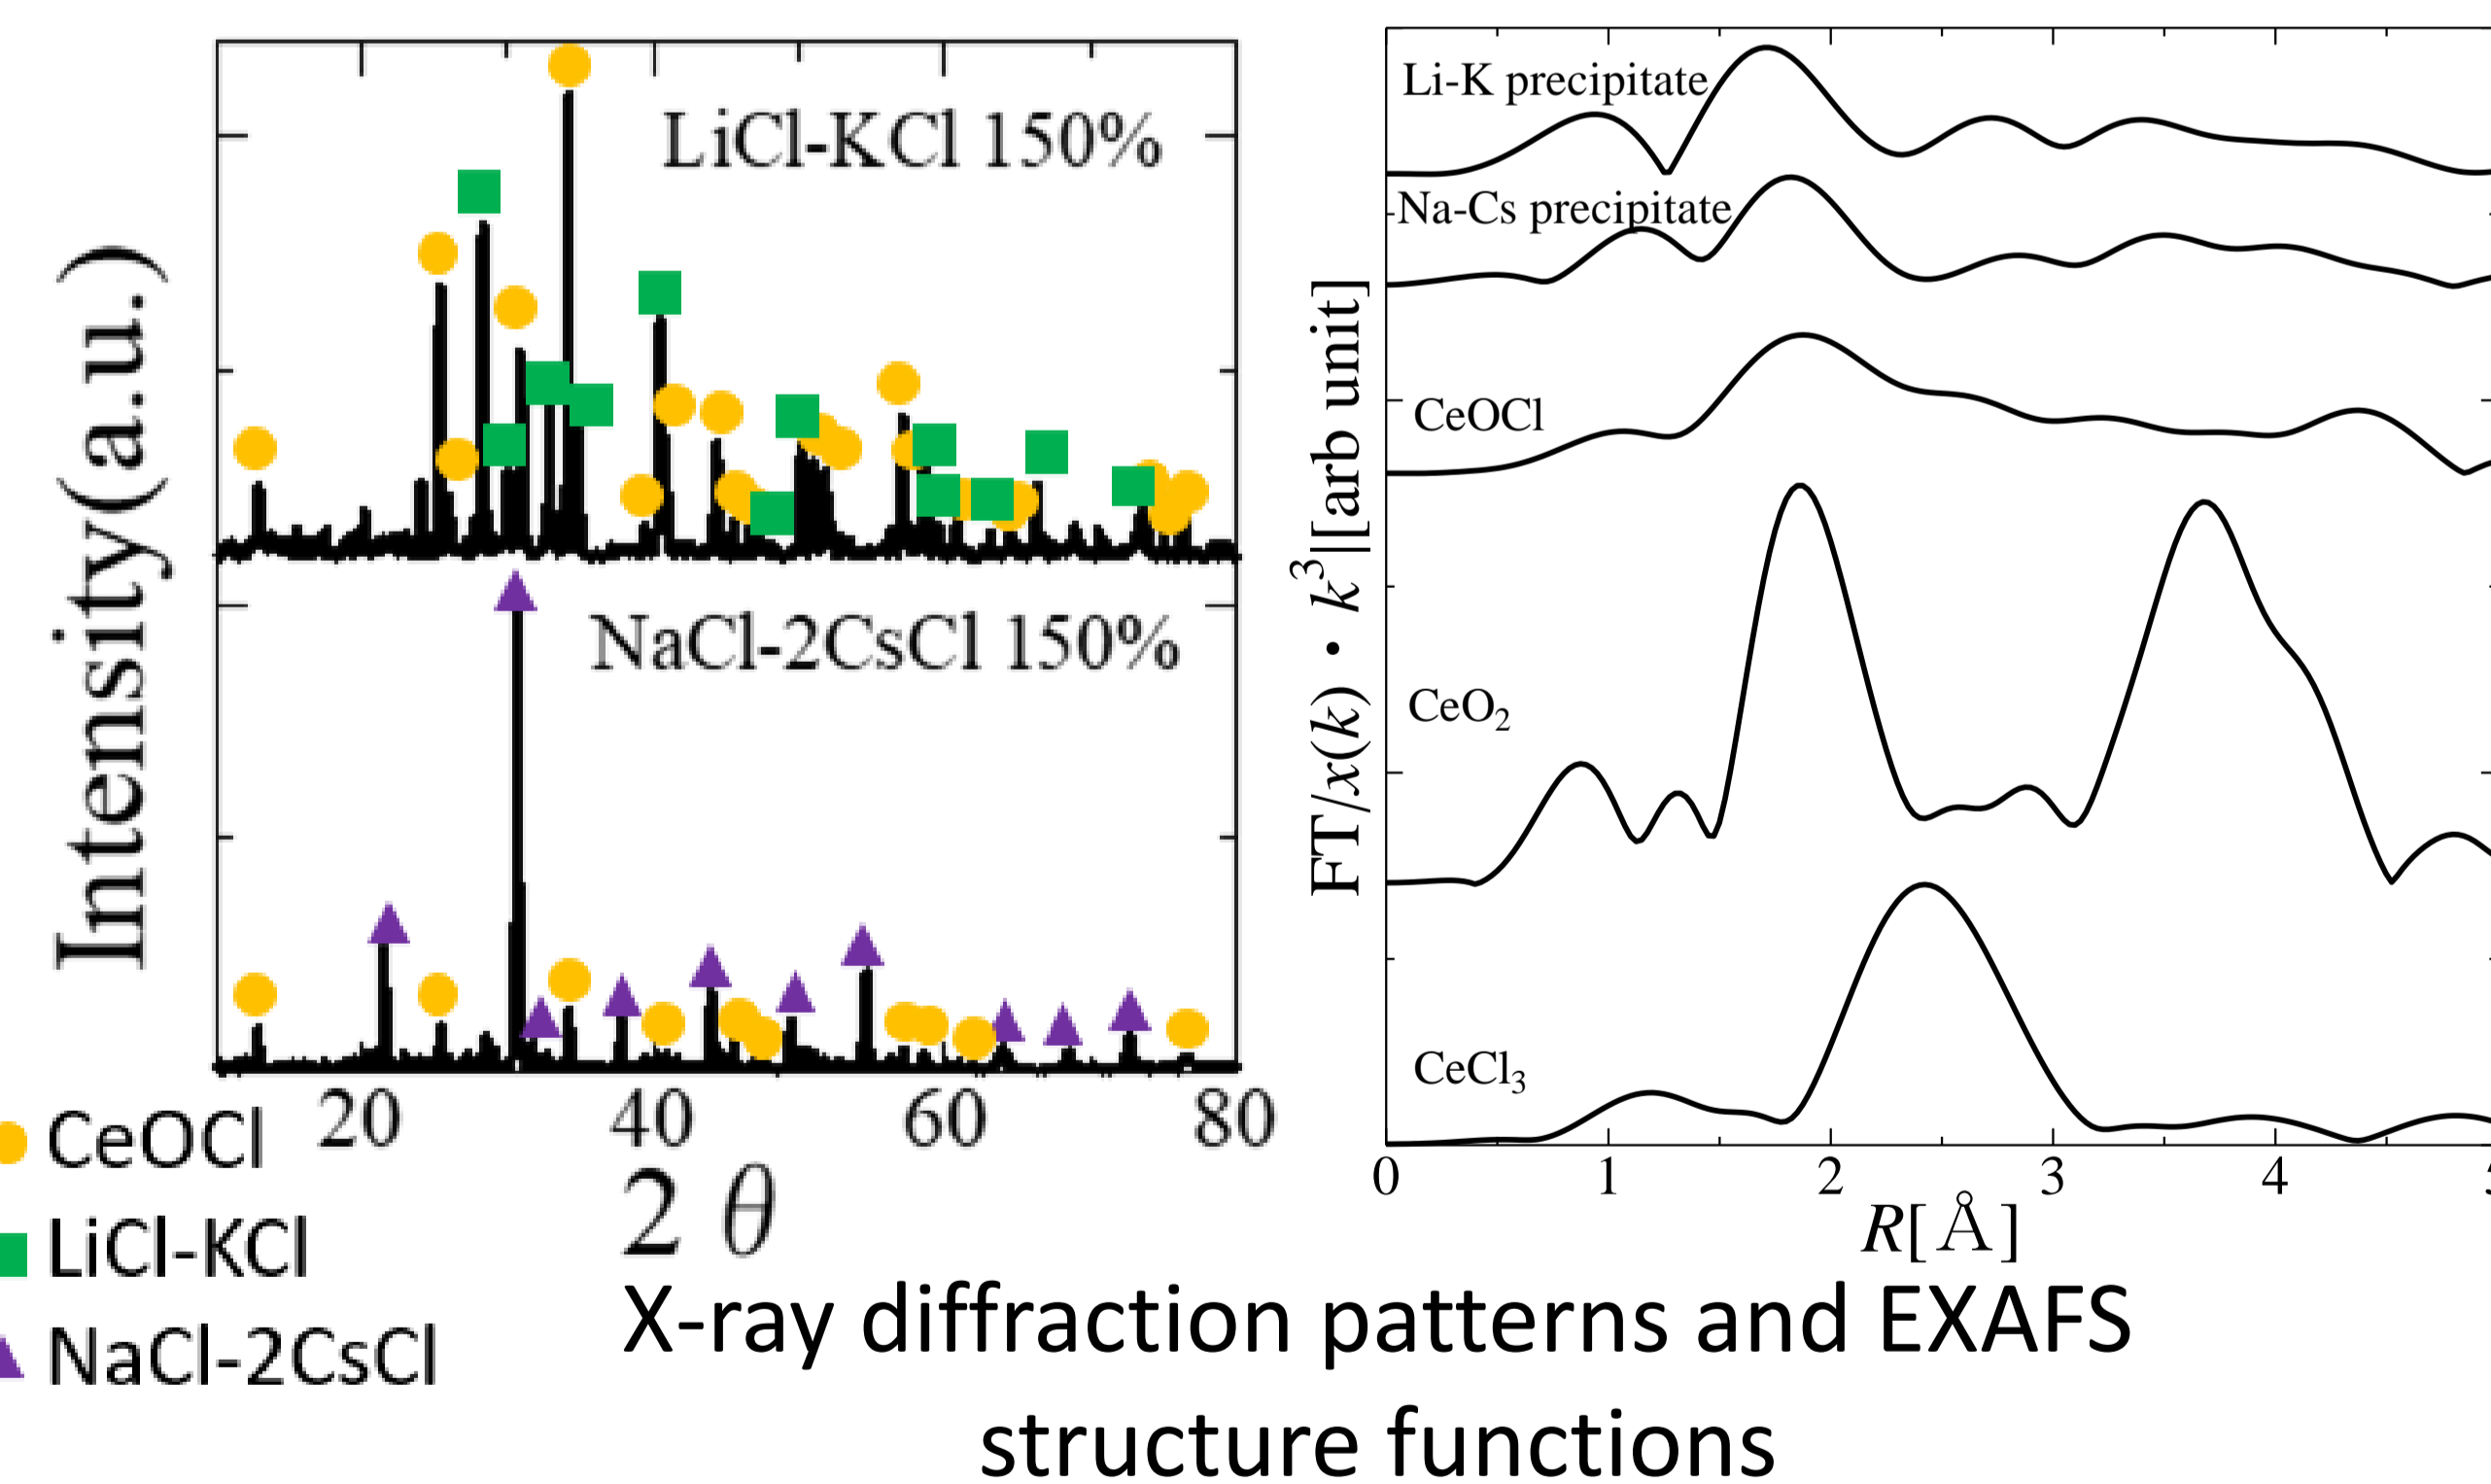 Intensity(a.u.)
LiCl-KCl 150%
NaCl-2CsCl 150%
20 40 60 80
2 θ
CeOCl
LiCl-KCl
NaCl-2CsCl
FT/x(k) · k³|[arb unit]
Li-K precipitate
Na-Cs precipitate
CeOCl
CeO₂
CeCl₃
0 1 2 3 4
R[Å]
X-ray diffraction patterns and EXAFS
structure functions